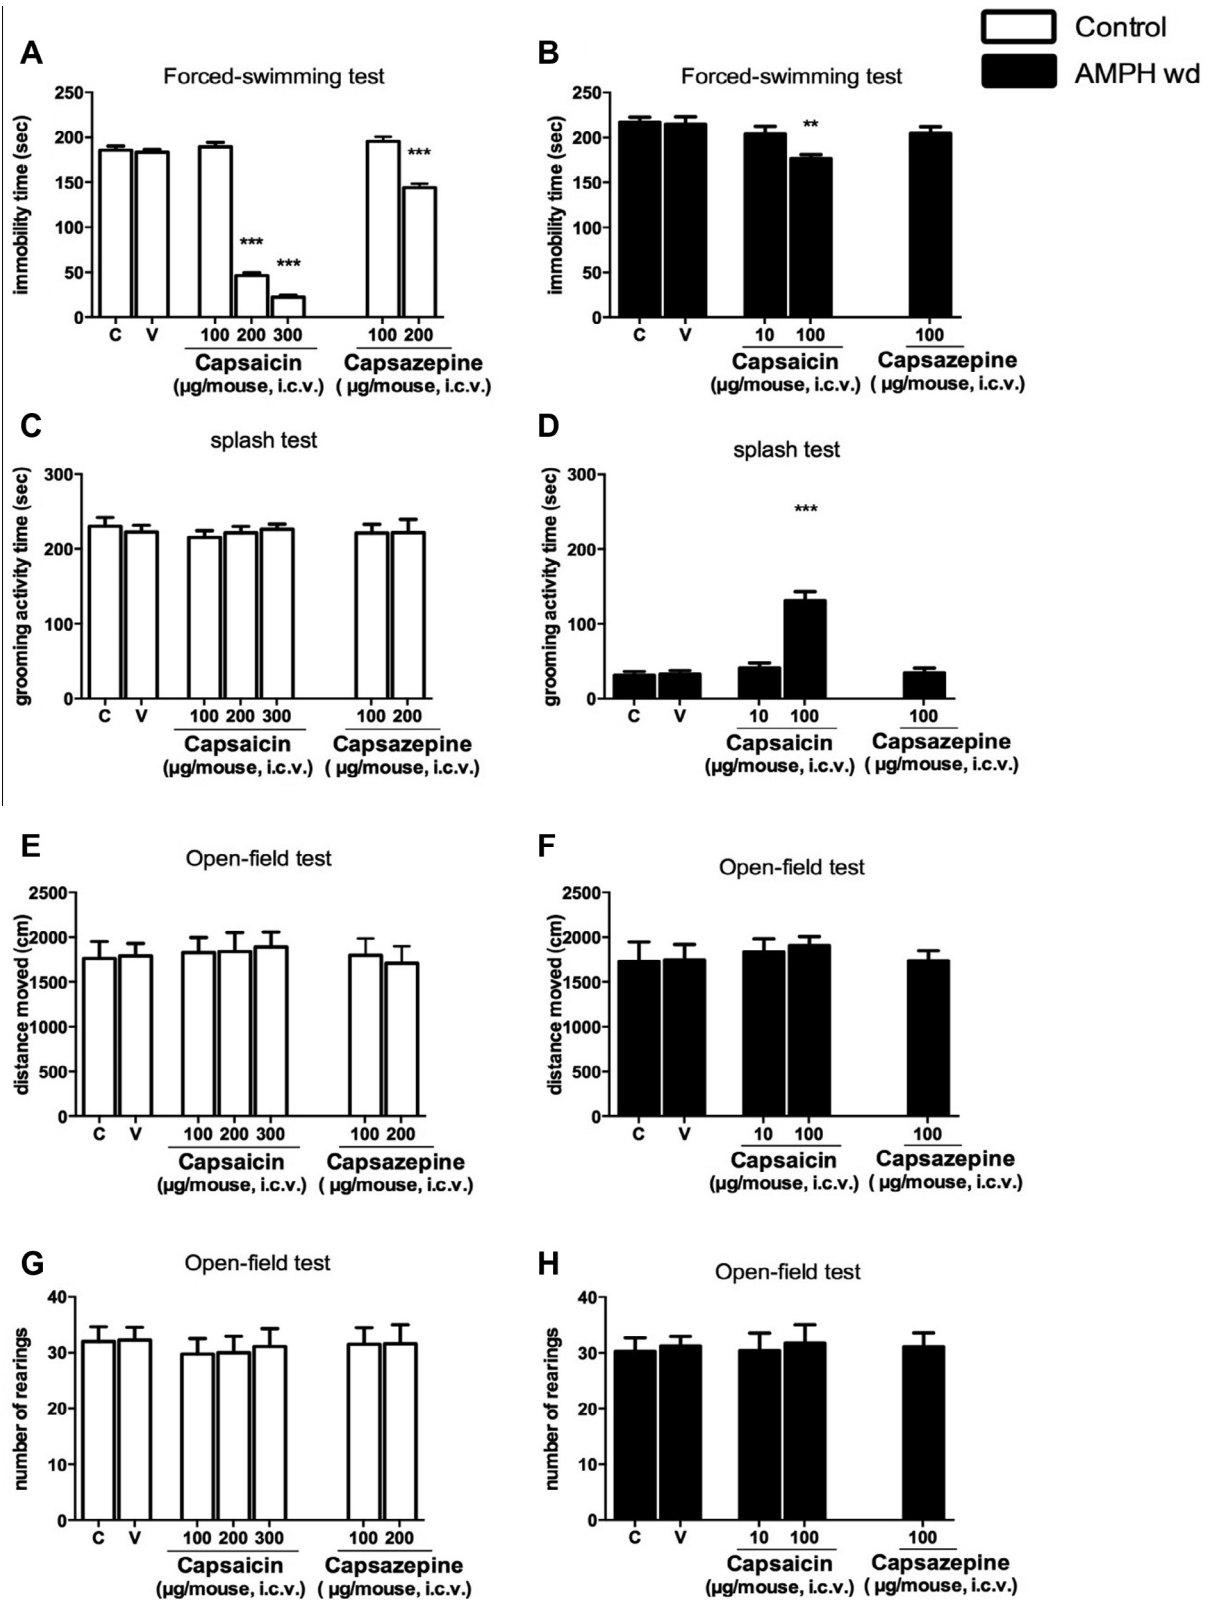 Control
AMPH wd
A
Forced-swimming test
immobility time (sec)
250
200
150
100
50
0
***
***
***
C V 100 200 300 100 200
Capsaicin Capsazepine
(µg/mouse, i.c.v.) ( µg/mouse, i.c.v.)
B
Forced-swimming test
immobility time (sec)
250
200
150
100
50
0
**
C V 10 100 100
Capsaicin Capsazepine
(µg/mouse, i.c.v.) ( µg/mouse, i.c.v.)
C
splash test
grooming activity time (sec)
300
200
100
0
C V 100 200 300 100 200
Capsaicin Capsazepine
(µg/mouse, i.c.v.) ( µg/mouse, i.c.v.)
D
splash test
grooming activity time (sec)
300
200
100
0
***
C V 10 100 100
Capsaicin Capsazepine
(µg/mouse, i.c.v.) ( µg/mouse, i.c.v.)
E
Open-field test
distance moved (cm)
2500
2000
1500
1000
500
0
C V 100 200 300 100 200
Capsaicin Capsazepine
(µg/mouse, i.c.v.) ( µg/mouse, i.c.v.)
F
Open-field test
distance moved (cm)
2500
2000
1500
1000
500
0
C V 10 100 100
Capsaicin Capsazepine
(µg/mouse, i.c.v.) ( µg/mouse, i.c.v.)
G
Open-field test
number of rearings
40
30
20
10
0
C V 100 200 300 100 200
Capsaicin Capsazepine
(µg/mouse, i.c.v.) ( µg/mouse, i.c.v.)
H
Open-field test
number of rearings
40
30
20
10
0
C V 10 100 100
Capsaicin Capsazepine
(µg/mouse, i.c.v.) ( µg/mouse, i.c.v.)